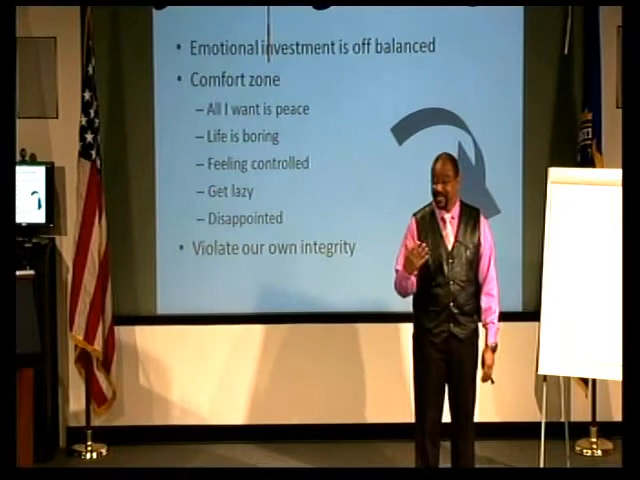 • Emotional investment is off balanced
• Comfort zone
– All I want is peace
– Life is boring
– Feeling controlled
– Get lazy
– Disappointed
• Violate our own integrity